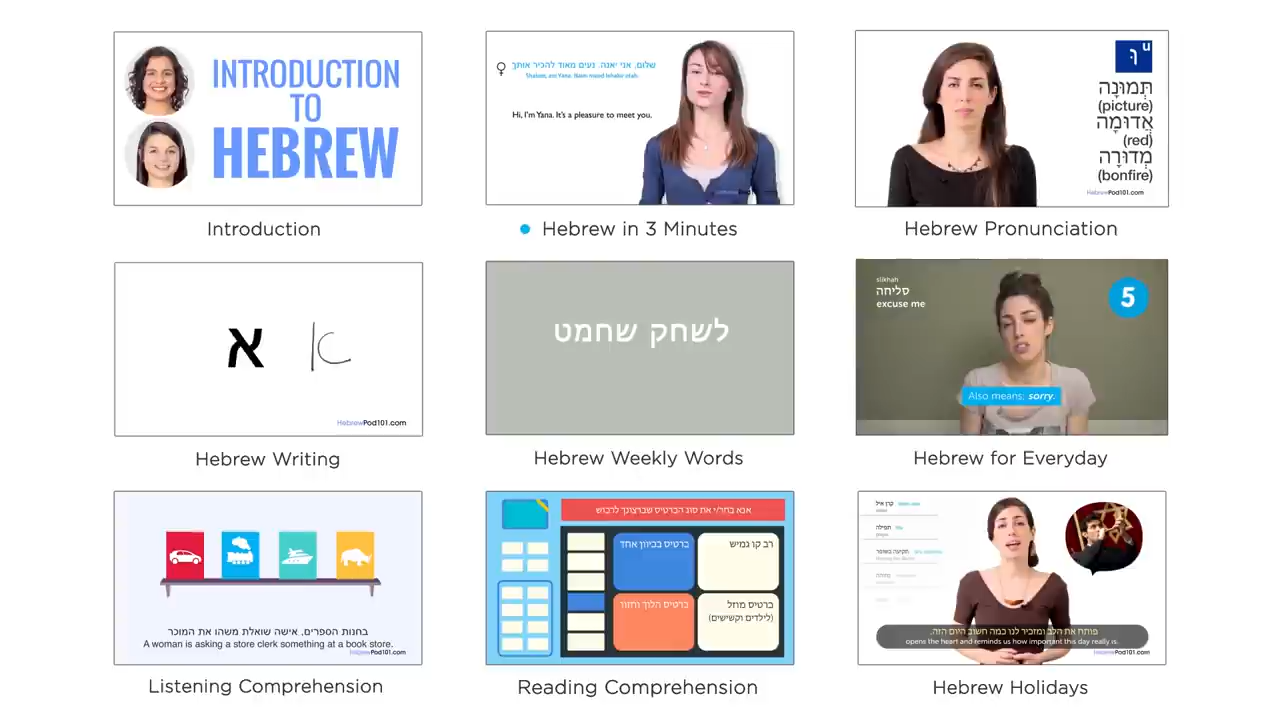 INTRODUCTION
TO
HEBREW
Introduction
שלום, אני יאנה. נעים מאוד להכיר אותך
Hi, I'm Yana. It's a pleasure to meet you.
Hebrew in 3 Minutes
u
וּ
תְּמוּנָה
(picture)
אֲדוּמָה
(red)
מְדוּרָה
(bonfire)
HebrewPod101.com
Hebrew Pronunciation
א
HebrewPod101.com
Hebrew Writing
לשחק שחמט
Hebrew Weekly Words
slikhah
סליחה
excuse me
5
Also means; sorry.
Hebrew for Everyday
בחנות הספרים, אישה שואלת משהו את המוכר
A woman is asking a store clerk something at a book store.
HebrewPod101.com
Listening Comprehension
אנא בחר/י את סוג הכרטיס שברצונך לרכוש
כרטיס בכיוון אחד
רב קו גמיש
כרטיס הלוך וחזור
כרטיס מוזל
(לילדים וקשישים)
Reading Comprehension
קרן איל
תפילה
תקיעה בשופר
פותח את הלב ומזכיר לנו כמה חשוב היום הזה.
opens the heart and reminds us how important this day really is.
HebrewPod101.com
Hebrew Holidays